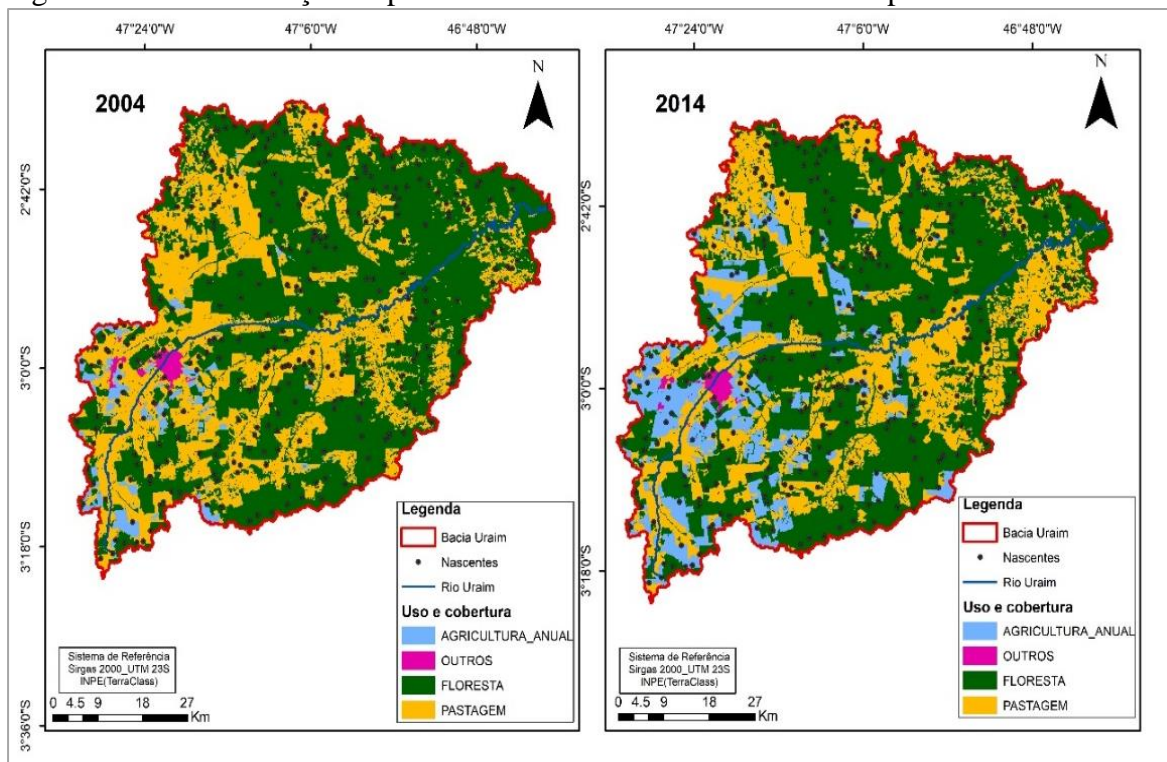 47°24'0"W 47°6'0"W 46°48'0"W
2004
N
2°42'0"S
3°0'0"S
3°18'0"S
3°36'0"S
Legenda
Bacia Uraim
Nascentes
Rio Uraim
Uso e cobertura
AGRICULTURA_ANUAL
OUTROS
FLORESTA
PASTAGEM
Sistema de Referência
Sirgas 2000_UTM 23S
INPE(TerraClass)
0 4.5 9 18 27
Km
47°24'0"W 47°6'0"W 46°48'0"W
2014
N
2°42'0"S
3°0'0"S
3°18'0"S
Legenda
Bacia Uraim
Nascentes
Rio Uraim
Uso e cobertura
AGRICULTURA_ANUAL
OUTROS
FLORESTA
PASTAGEM
Sistema de Referência
Sirgas 2000_UTM 23S
INPE(TerraClass)
0 4.5 9 18 27
Km